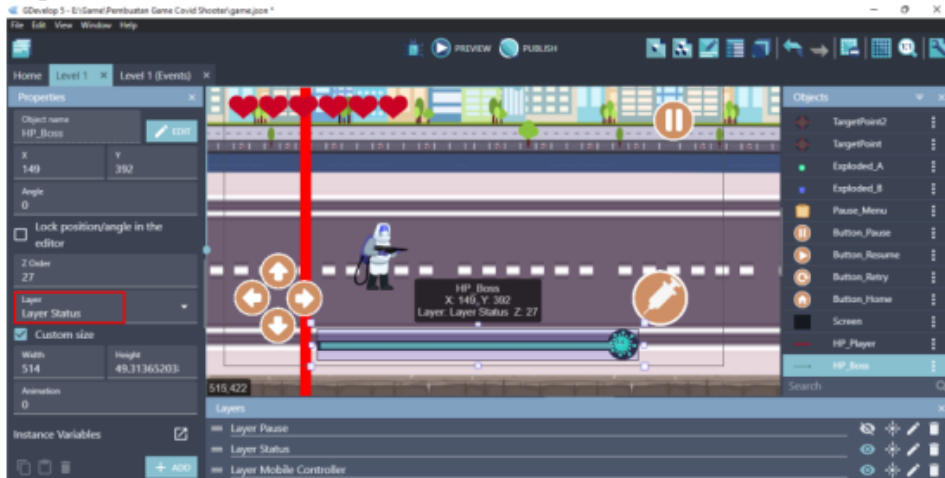 GDevelop 5 - E:\Game\Pembuatan Game Covid Shooter\game.json *
File Edit View Window Help
PREVIEW PUBLISH
Home Level 1 × Level 1 (Events) ×
Properties ×
Object name
HP_Boss
EDIT
X Y
149 392
Angle
0
Lock position/angle in the
editor
Z Order
27
Layer
Layer Status
Custom size
Width Height
514 49.31365203
Animation
0
Instance Variables
+ ADD
HP_Boss
X: 149, Y: 392
Layer: Layer Status Z: 27
515,422
Layers
Layer Pause
Layer Status
Layer Mobile Controller
Objects
TargetPoint2
TargetPoint
Exploded_A
Exploded_B
Pause_Menu
Button_Pause
Button_Resume
Button_Retry
Button_Home
Screen
HP_Player
HP_Boss
Search